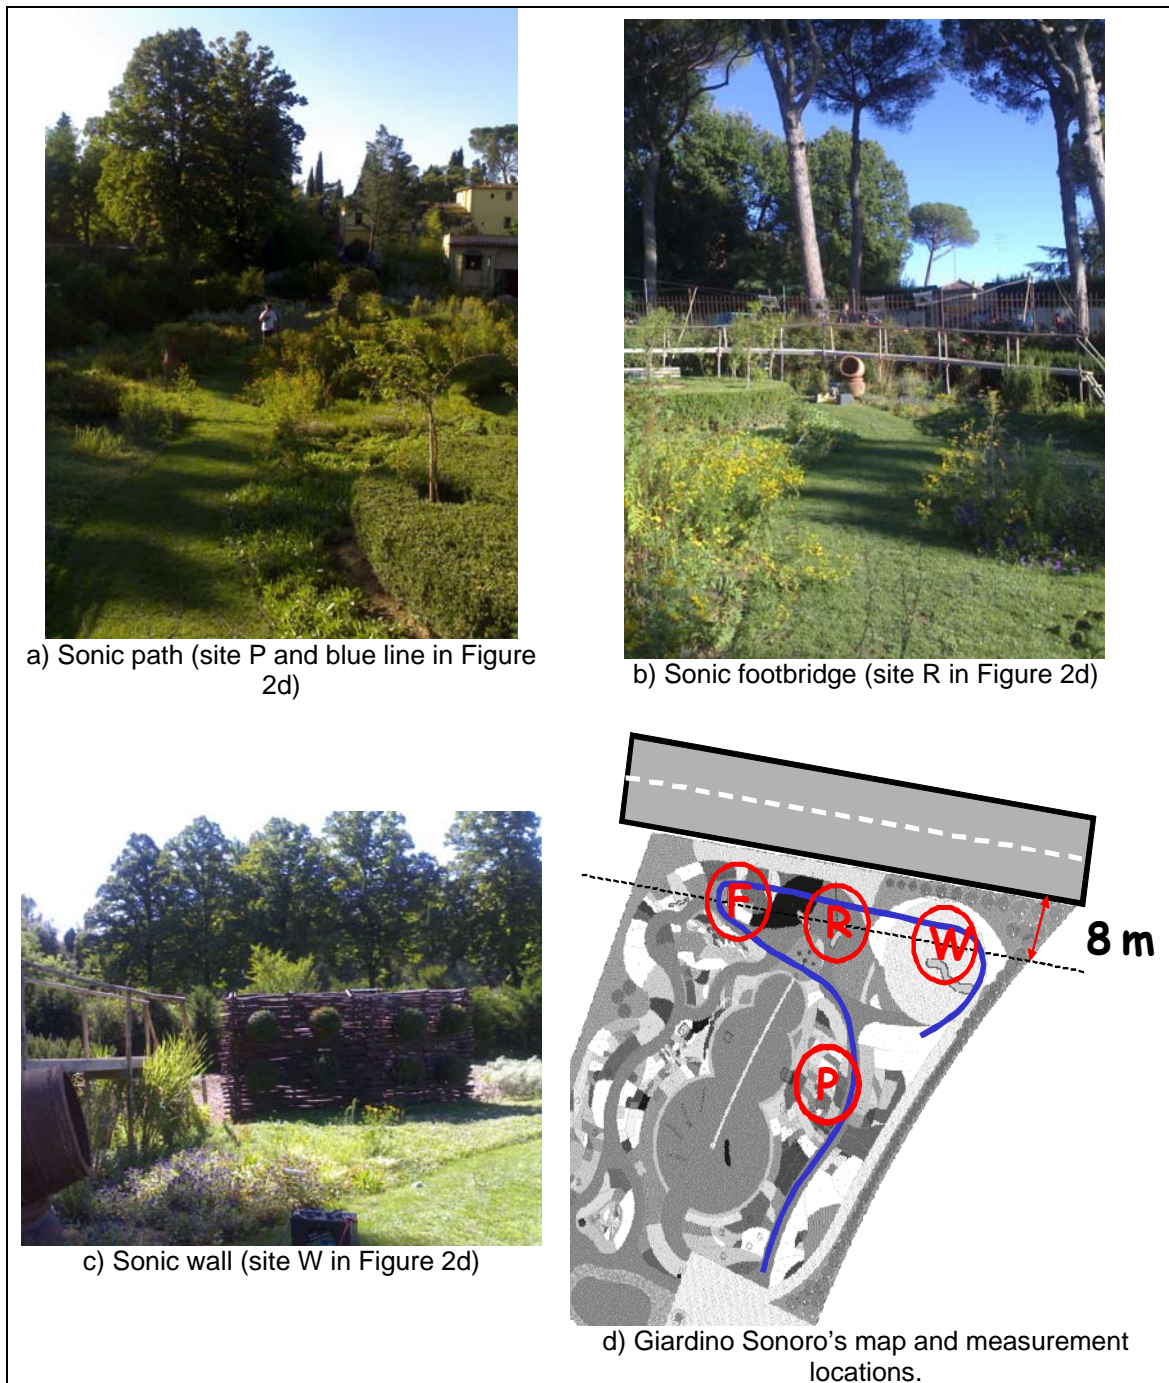 a) Sonic path (site P and blue line in Figure
2d)
b) Sonic footbridge (site R in Figure 2d)
F
R
W
8 m
P
c) Sonic wall (site W in Figure 2d)
d) Giardino Sonoro’s map and measurement
locations.